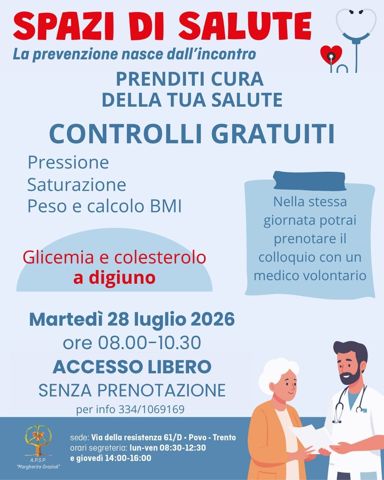 SPAZI DI SALUTE
La prevenzione nasce dall'incontro
PRENDITI CURA
DELLA TUA SALUTE
CONTROLLI GRATUITI
Pressione
Saturazione
Peso e calcolo BMI
Nella stessa
giornata potrai
prenotare il
colloquio con un
medico volontario
Glicemia e colesterolo
a digiuno
Martedì 28 luglio 2026
ore 08.00-10.30
ACCESSO LIBERO
SENZA PRENOTAZIONE
per info 334/1069169
A.P.S.P.
"Margherita Grazioli"
sede: Via della resistenza 61/D - Povo - Trento
orari segreteria: lun-ven 08:30-12:30
e giovedì 14:00-16:00